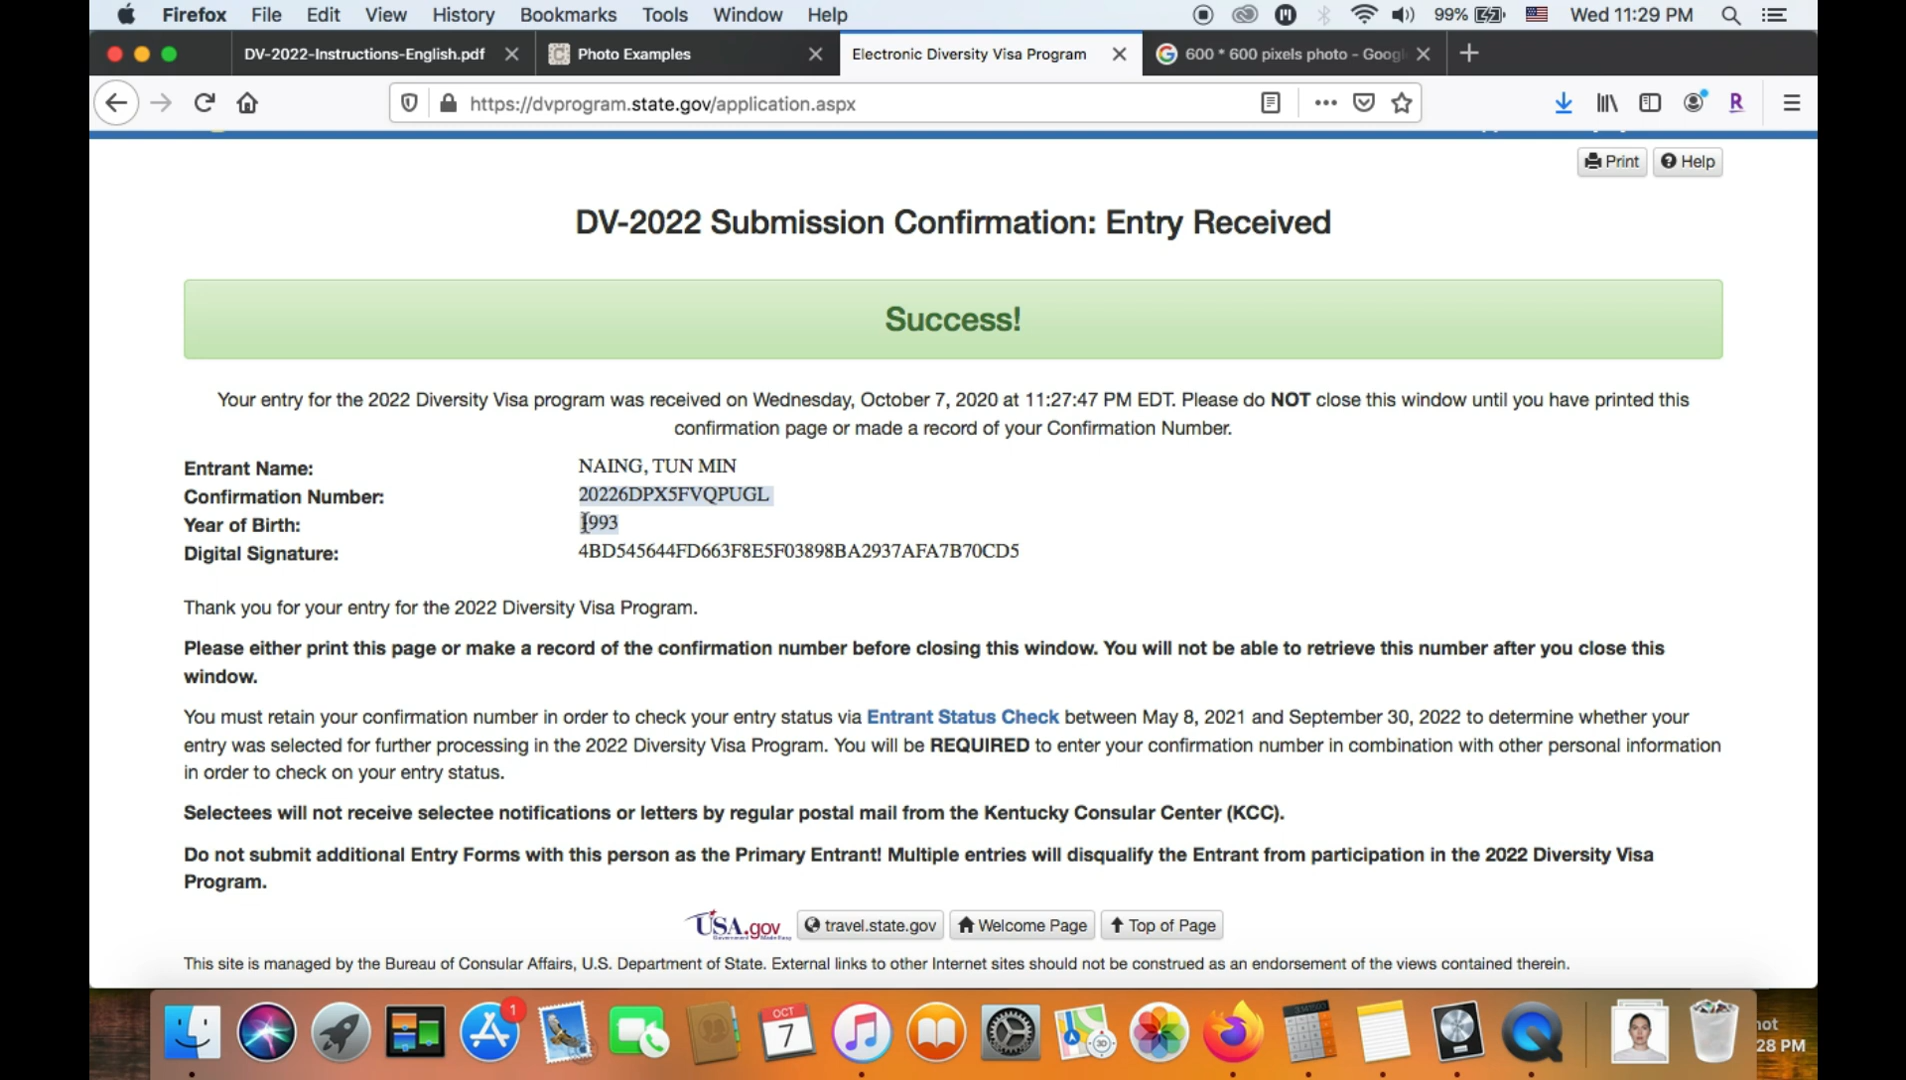 Firefox File Edit View History Bookmarks Tools Window Help 99% Wed 11:29 PM
DV-2022-Instructions-English.pdf Photo Examples Electronic Diversity Visa Program 600 * 600 pixels photo - Googl
https://dvprogram.state.gov/application.aspx
Print Help
DV-2022 Submission Confirmation: Entry Received
Success!
Your entry for the 2022 Diversity Visa program was received on Wednesday, October 7, 2020 at 11:27:47 PM EDT. Please do NOT close this window until you have printed this
confirmation page or made a record of your Confirmation Number.
Entrant Name: NAING, TUN MIN
Confirmation Number: 20226DPX5FVQPUGL
Year of Birth: 1993
Digital Signature: 4BD545644FD663F8E5F03898BA2937AFA7B70CD5
Thank you for your entry for the 2022 Diversity Visa Program.
Please either print this page or make a record of the confirmation number before closing this window. You will not be able to retrieve this number after you close this
window.
You must retain your confirmation number in order to check your entry status via Entrant Status Check between May 8, 2021 and September 30, 2022 to determine whether your
entry was selected for further processing in the 2022 Diversity Visa Program. You will be REQUIRED to enter your confirmation number in combination with other personal information
in order to check on your entry status.
Selectees will not receive selectee notifications or letters by regular postal mail from the Kentucky Consular Center (KCC).
Do not submit additional Entry Forms with this person as the Primary Entrant! Multiple entries will disqualify the Entrant from participation in the 2022 Diversity Visa
Program.
USA.gov travel.state.gov Welcome Page Top of Page
This site is managed by the Bureau of Consular Affairs, U.S. Department of State. External links to other Internet sites should not be construed as an endorsement of the views contained therein.
1
OCT
7
3D
not
28 PM